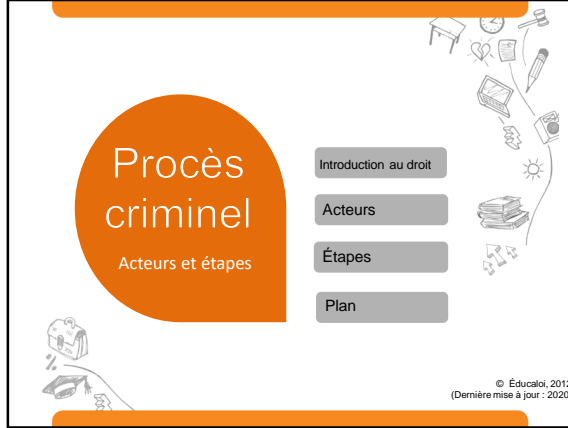 Procès
criminel
Acteurs et étapes
Introduction au droit
Acteurs
Étapes
Plan
© Éducaloi, 2012
(Dernière mise à jour : 2020